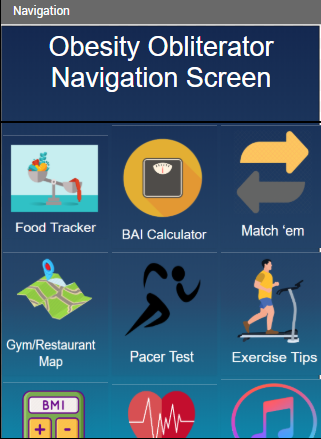 Navigation
Obesity Obliterator
Navigation Screen
Food Tracker
BAI Calculator
Match ‘em
Gym/Restaurant
Map
Pacer Test
Exercise Tips
BMI
+ -